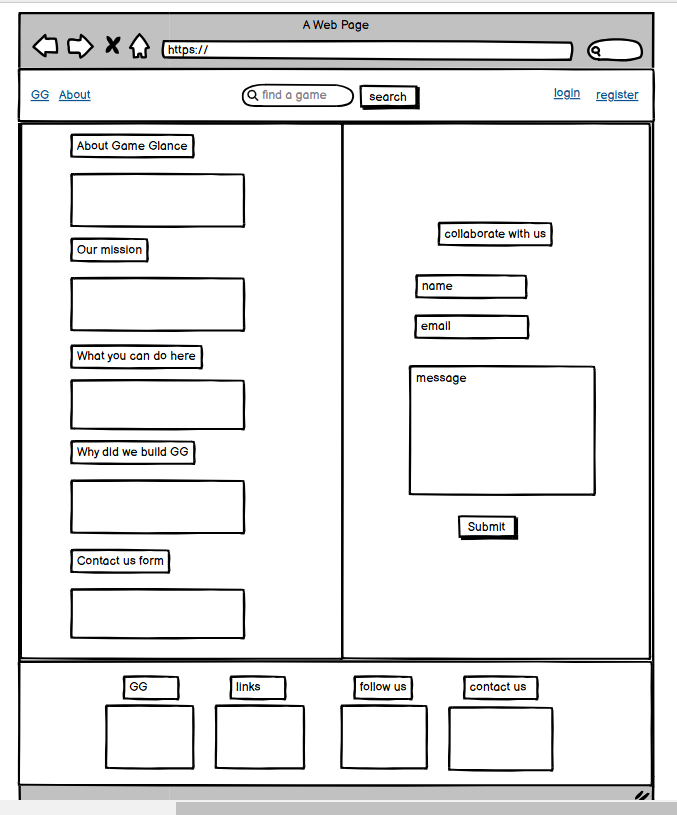 A Web Page
https://
GG About find a game search login register
About Game Glance
Our mission
What you can do here
Why did we build GG
Contact us form
collaborate with us
name
email
message
Submit
GG links follow us contact us